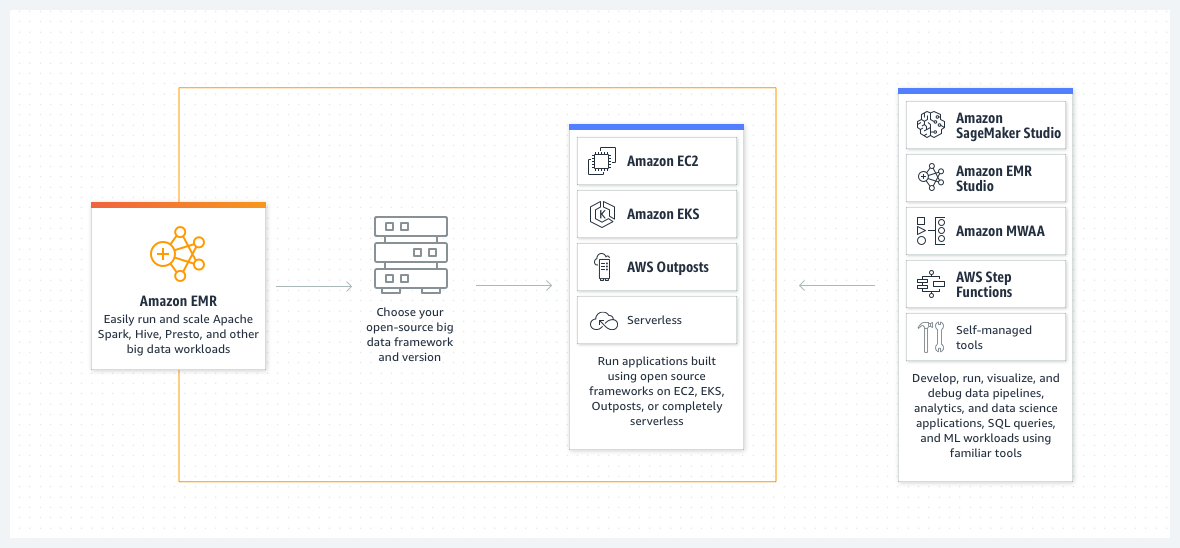 Amazon EMR
Easily run and scale Apache
Spark, Hive, Presto, and other
big data workloads
Choose your
open-source big
data framework
and version
Amazon EC2
Amazon EKS
AWS Outposts
Serverless
Run applications built
using open source
frameworks on EC2, EKS,
Outposts, or completely
serverless
Amazon
SageMaker Studio
Amazon EMR
Studio
Amazon MWAA
AWS Step
Functions
Self-managed
tools
Develop, run, visualize, and
debug data pipelines,
analytics, and data science
applications, SQL queries,
and ML workloads using
familiar tools